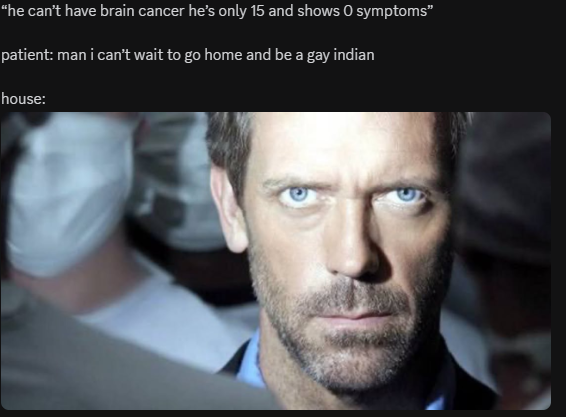 “he can’t have brain cancer he’s only 15 and shows 0 symptoms”
patient: man i can’t wait to go home and be a gay indian
house: